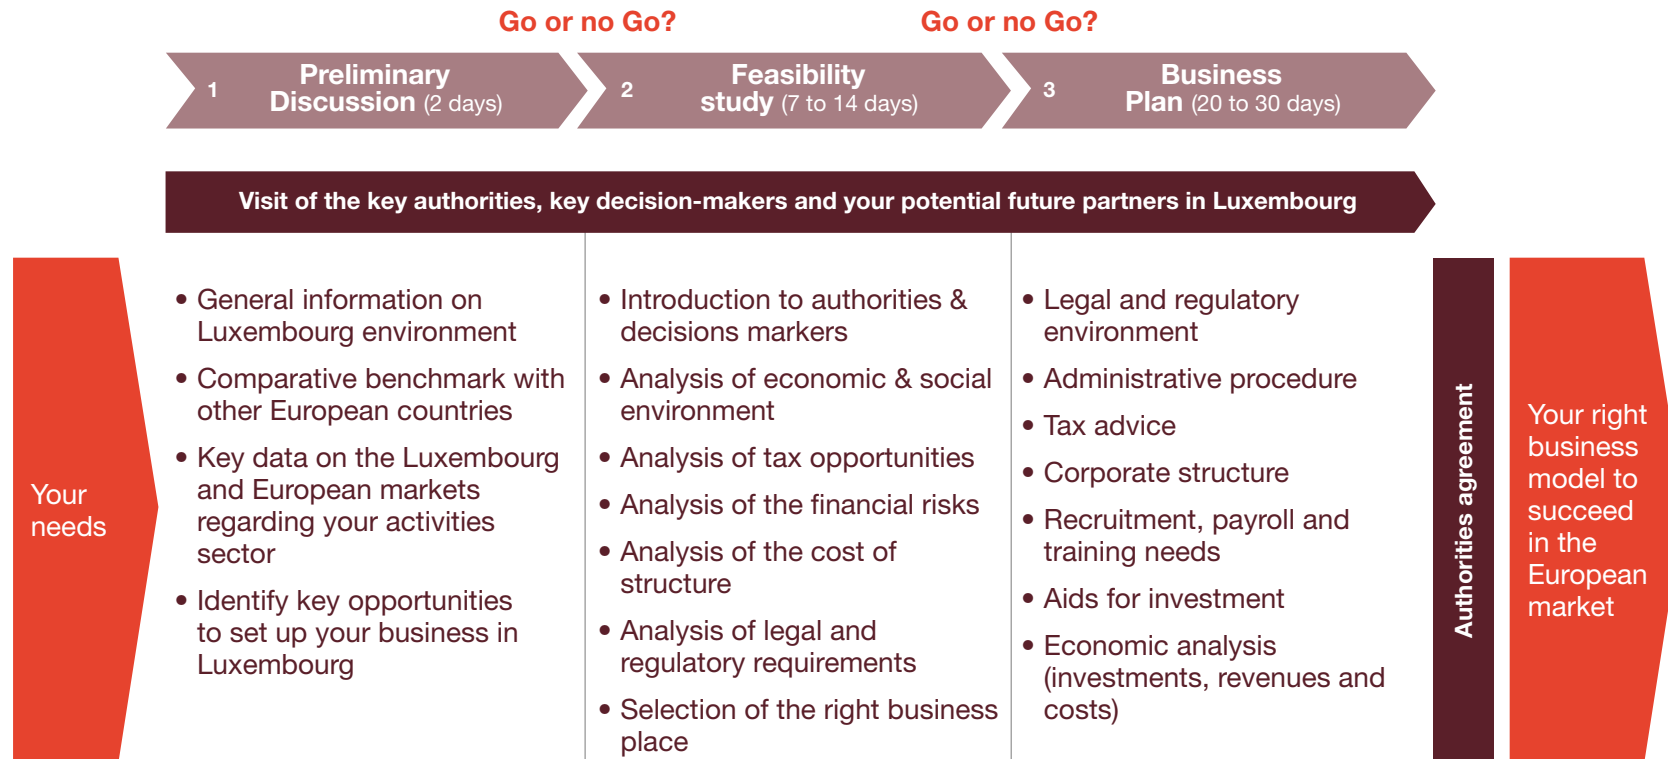 Go or no Go?
Go or no Go?
1
Preliminary
Discussion (2 days)
2
Feasibility
study (7 to 14 days)
3
Business
Plan (20 to 30 days)
Visit of the key authorities, key decision-makers and your potential future partners in Luxembourg
Your
needs
• General information on
Luxembourg environment
• Comparative benchmark with
other European countries
• Key data on the Luxembourg
and European markets
regarding your activities
sector
• Identify key opportunities
to set up your business in
Luxembourg
• Introduction to authorities &
decisions markers
• Analysis of economic & social
environment
• Analysis of tax opportunities
• Analysis of the financial risks
• Analysis of the cost of
structure
• Analysis of legal and
regulatory requirements
• Selection of the right business
place
• Legal and regulatory
environment
• Administrative procedure
• Tax advice
• Corporate structure
• Recruitment, payroll and
training needs
• Aids for investment
• Economic analysis
(investments, revenues and
costs)
Authorities agreement
Your right
business
model to
succeed
in the
European
market